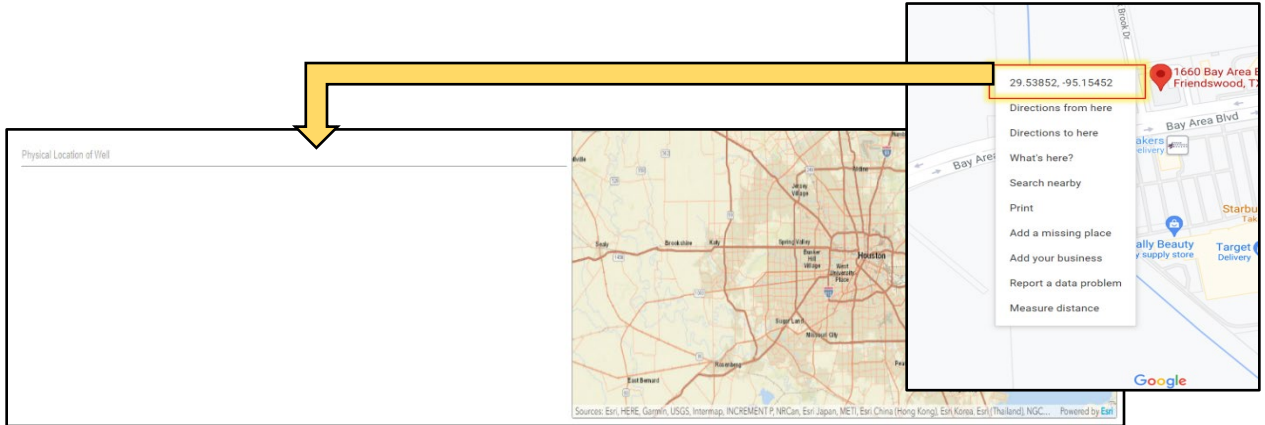 Physical Location of Well
Jersey
Village
Sealy
Brookshire
Katy
Spring Valley
Bunker
Hill
Village
West
University
Place
Houston
Sugar Land
Missouri City
Rosenberg
East Bernard
Sources: Esri, HERE, Garmin, USGS, Intermap, INCREMENT P, NRCan, Esri Japan, METI, Esri China (Hong Kong), Esri Korea, Esri (Thailand), NGC... Powered by Esri
Brook Dr
29.53852, -95.15452
Directions from here
Directions to here
What's here?
Search nearby
Print
Add a missing place
Add your business
Report a data problem
Measure distance
1660 Bay Area B
Friendswood, TX
Bay Area Blvd
Bay Are
akers
elivery
Starbu
Tak
ally Beauty
y supply store
Target
Delivery
Google